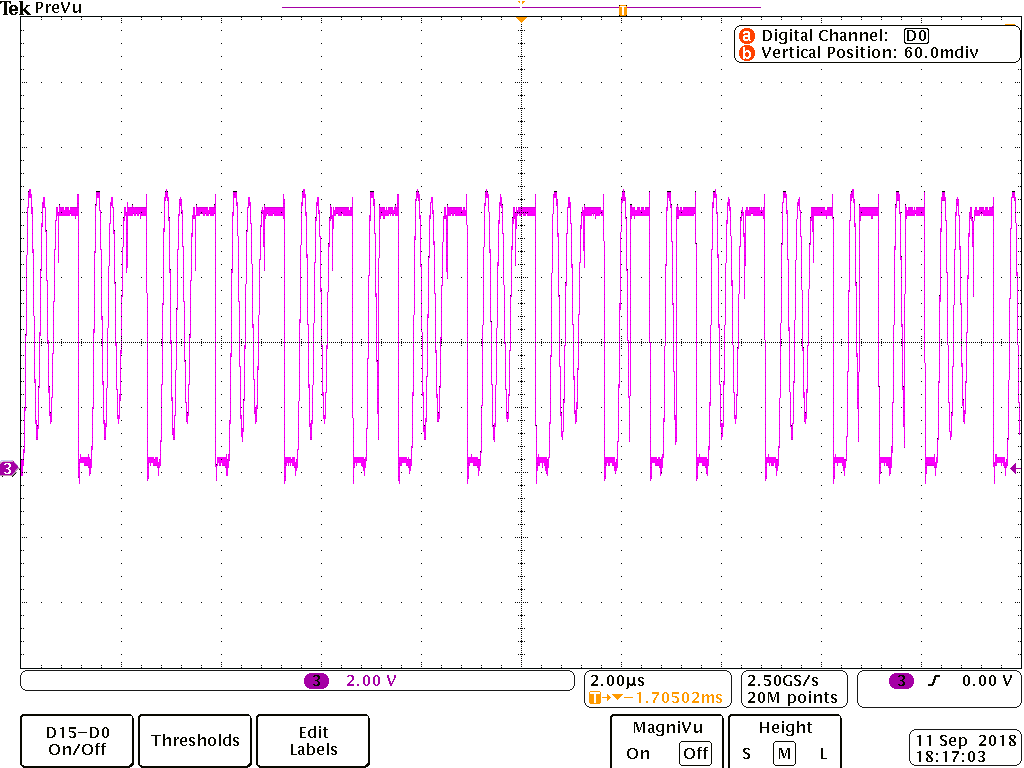 Tek PreVu
T
a Digital Channel: D0
b Vertical Position: 60.0mdiv
3
3 2.00 V
2.00µs
T→▼−1.70502ms
2.50GS/s
20M points
3 0.00 V
D15−D0
On/Off
Thresholds
Edit
Labels
MagniVu
On Off
Height
S M L
11 Sep 2018
18:17:03